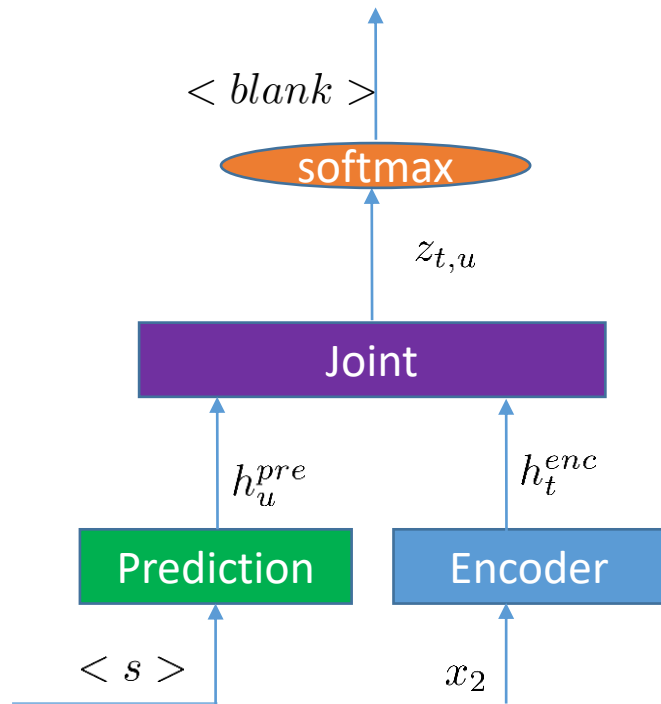 < blank >
softmax
z_{t,u}
Joint
h_u^{pre} h_t^{enc}
Prediction Encoder
< s > x_2